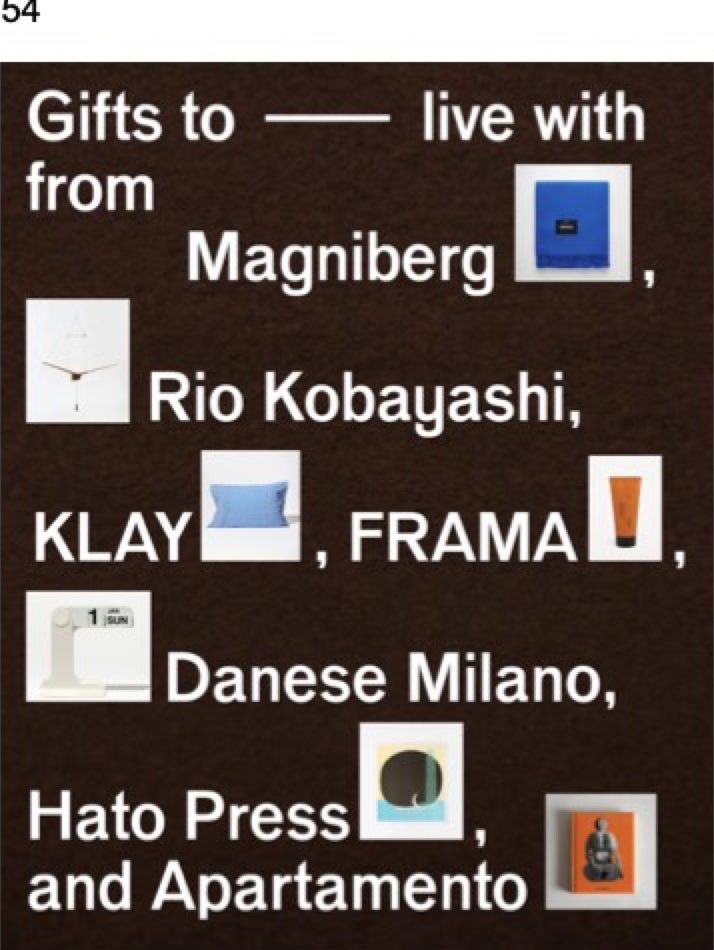 54
Gifts to —— live with
from
Magniberg ,
Rio Kobayashi,
KLAY , FRAMA ,
1 JAN
SUN
Danese Milano,
Hato Press ,
and Apartamento